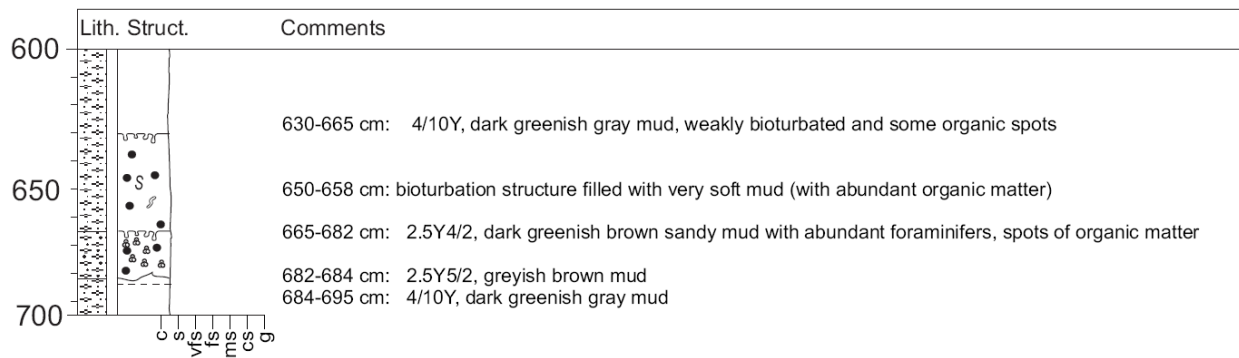 Lith. Struct. Comments
600
630-665 cm: 4/10Y, dark greenish gray mud, weakly bioturbated and some organic spots
650
650-658 cm: bioturbation structure filled with very soft mud (with abundant organic matter)
665-682 cm: 2.5Y4/2, dark greenish brown sandy mud with abundant foraminifers, spots of organic matter
682-684 cm: 2.5Y5/2, greyish brown mud
684-695 cm: 4/10Y, dark greenish gray mud
700
c s vfs fs ms cs g